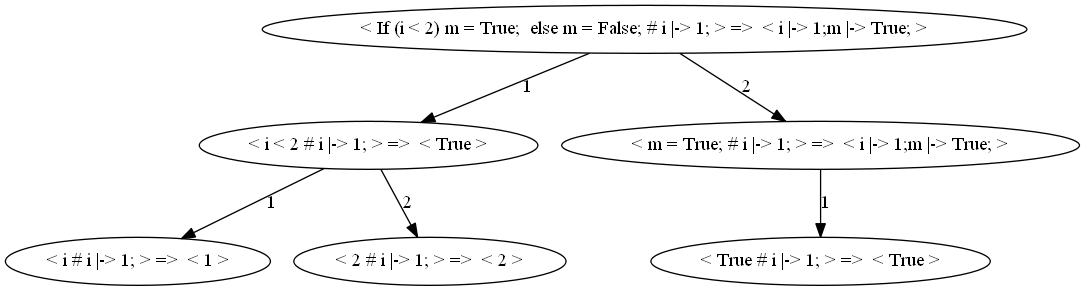 < If (i < 2) m = True;  else m = False; # i |-> 1; > =>  < i |-> 1;m |-> True; >
1
2
< i < 2 # i |-> 1; > =>  < True >
< m = True; # i |-> 1; > =>  < i |-> 1;m |-> True; >
1
2
1
< i # i |-> 1; > =>  < 1 >
< 2 # i |-> 1; > =>  < 2 >
< True # i |-> 1; > =>  < True >